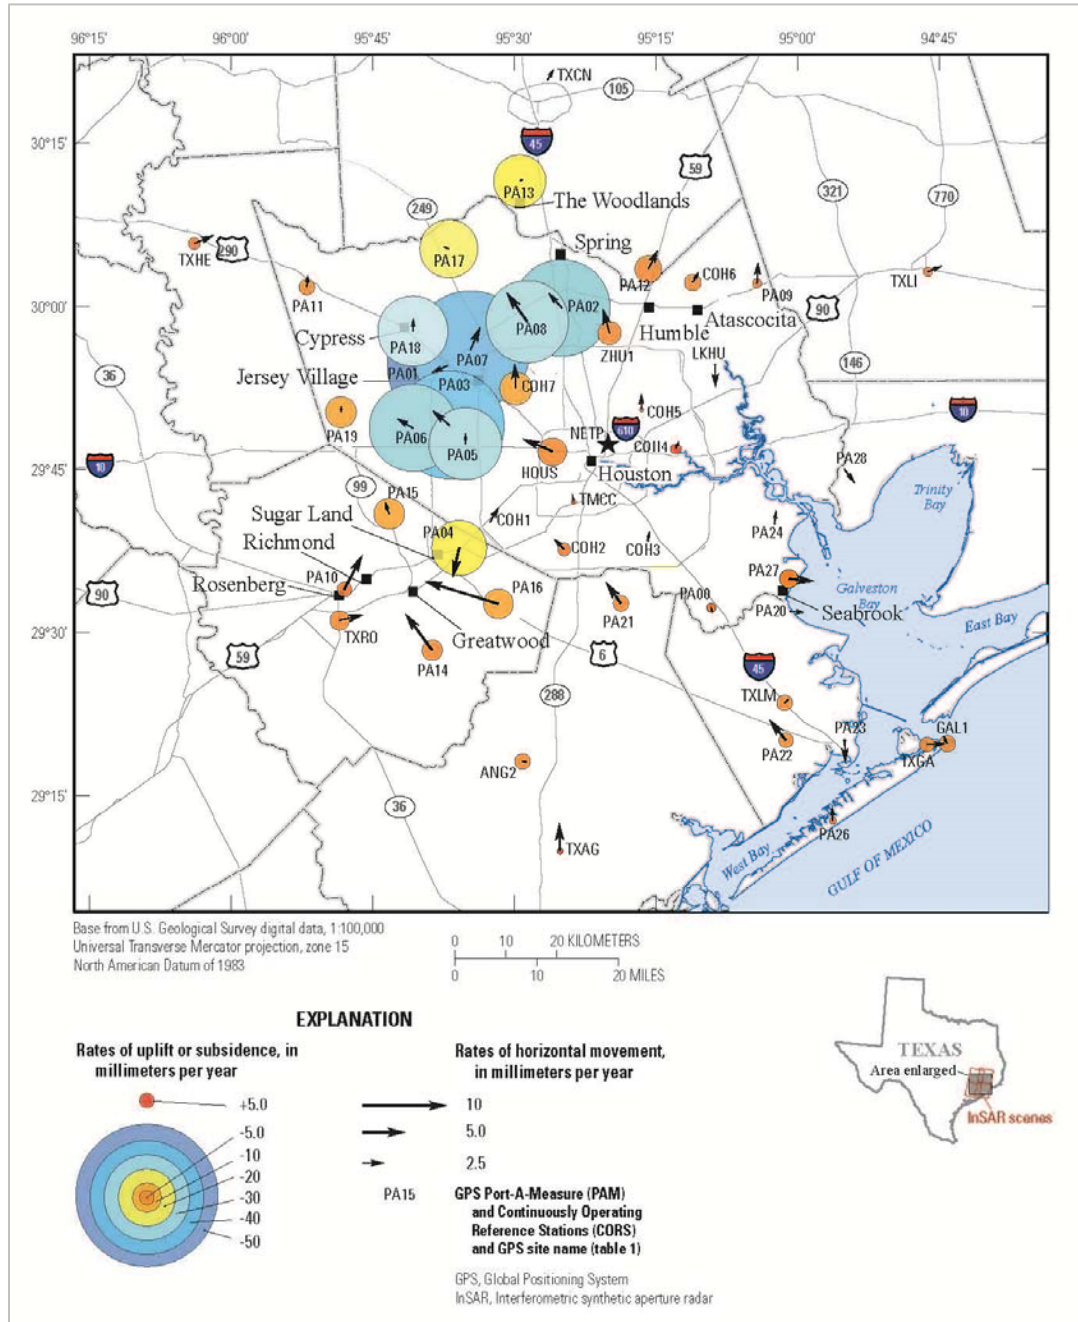 96°15' 96°00' 95°45' 95°30' 95°15' 95°00' 94°45'
TXCN
105
30°15'
45
59
PA13
321
770
The Woodlands
249
Spring
290
TXHE
PA17
PA12
COH6
PA11
PA09
TXLI
30°00'
PA02
PA08
90
Atascocita
Humble
Cypress
PA18
PA07
ZHU1
LKHU
146
36
PA01
Jersey Village
PA03
COH7
COH5
10
PA19
NETP
610
PA06
COH4
PA05
PA28
29°45'
10
HOUS
Houston
Trinity
Bay
99
PA15
TMCC
Sugar Land
PA04
COH1
PA24
Richmond
COH2
COH3
PA10
PA27
Rosenberg
PA16
PA00
Galveston
Bay
90
PA20
Seabrook
29°30'
TXRO
Greatwood
PA21
East Bay
59
PA14
6
45
288
TXLM
PA23
GAL1
PA22
TXGA
ANG2
29°15'
36
PA26
TXAG
West Bay
GULF OF MEXICO
Base from U.S. Geological Survey digital data, 1:100,000
Universal Transverse Mercator projection, zone 15
North American Datum of 1983
0 10 20 KILOMETERS
0 10 20 MILES
EXPLANATION
Rates of uplift or subsidence, in
millimeters per year
+5.0
-5.0
-10
-20
-30
-40
-50
Rates of horizontal movement,
in millimeters per year
10
5.0
2.5
PA15 GPS Port-A-Measure (PAM)
and Continuously Operating
Reference Stations (CORS)
and GPS site name (table 1)
GPS, Global Positioning System
InSAR, Interferometric synthetic aperture radar
TEXAS
Area enlarged
InSAR scenes